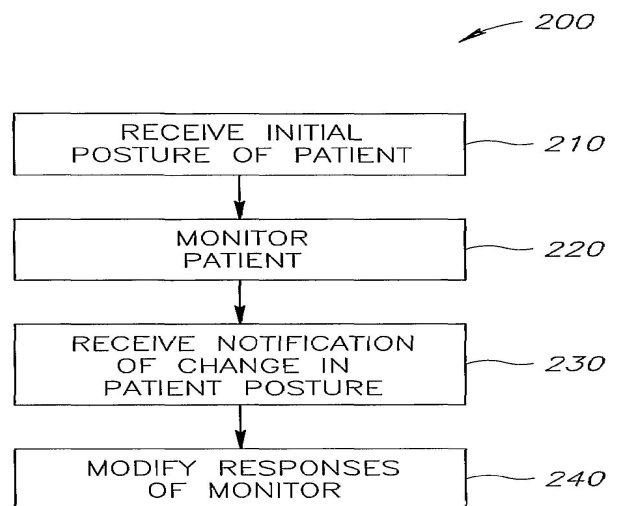 200
RECEIVE INITIAL
POSTURE OF PATIENT
210
MONITOR
PATIENT
220
RECEIVE NOTIFICATION
OF CHANGE IN
PATIENT POSTURE
230
MODIFY RESPONSES
OF MONITOR
240